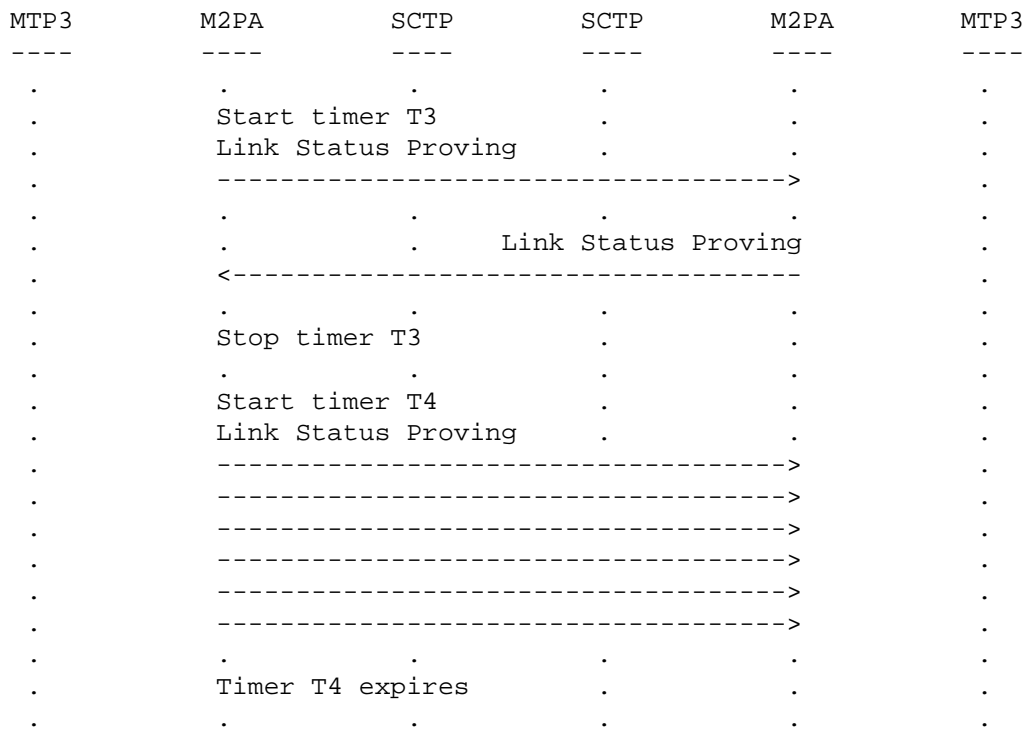 MTP3        M2PA        SCTP        SCTP        M2PA        MTP3
----        ----        ----        ----        ----        ----
 .           .           .           .           .           .
 .           Start timer T3          .           .           .
 .           Link Status Proving     .           .           .
 .           ------------------------------------>           .
 .           .           .           .           .           .
 .           .           .     Link Status Proving           .
 .           <------------------------------------           .
 .           .           .           .           .           .
 .           Stop timer T3           .           .           .
 .           .           .           .           .           .
 .           Start timer T4          .           .           .
 .           Link Status Proving     .           .           .
 .           ------------------------------------>           .
 .           ------------------------------------>           .
 .           ------------------------------------>           .
 .           ------------------------------------>           .
 .           ------------------------------------>           .
 .           ------------------------------------>           .
 .           .           .           .           .           .
 .           Timer T4 expires        .           .           .
 .           .           .           .           .           .